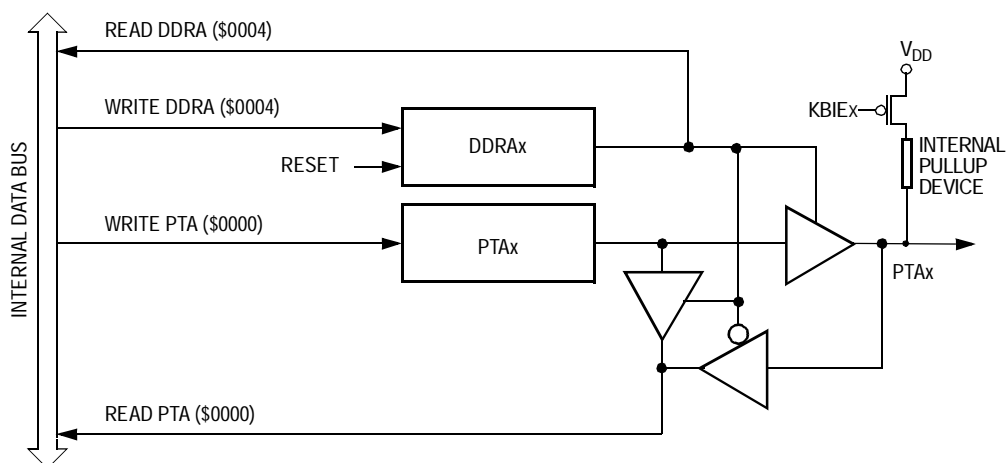 READ DDRA ($0004)
V_DD
WRITE DDRA ($0004)
KBIEx
DDRAx
INTERNAL
PULLUP
DEVICE
RESET
WRITE PTA ($0000)
PTAx
PTAx
INTERNAL DATA BUS
READ PTA ($0000)